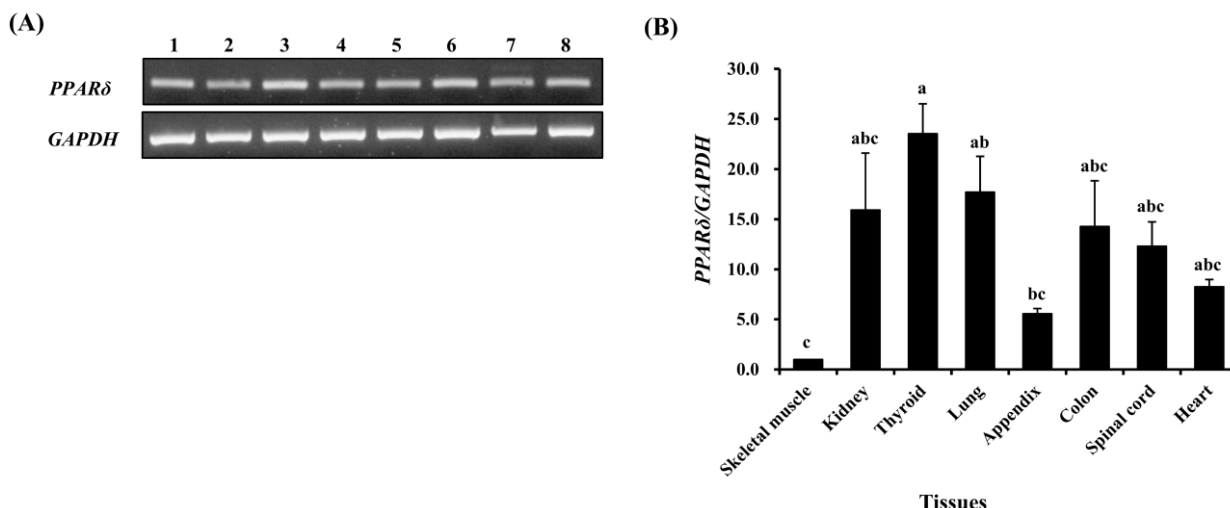 (A)
1 2 3 4 5 6 7 8
PPARδ
GAPDH
(B)
PPARδ/GAPDH
30.0
25.0
20.0
15.0
10.0
5.0
0.0
c
abc
a
ab
bc
abc
abc
abc
Skeletal muscle
Kidney
Thyroid
Lung
Appendix
Colon
Spinal cord
Heart
Tissues